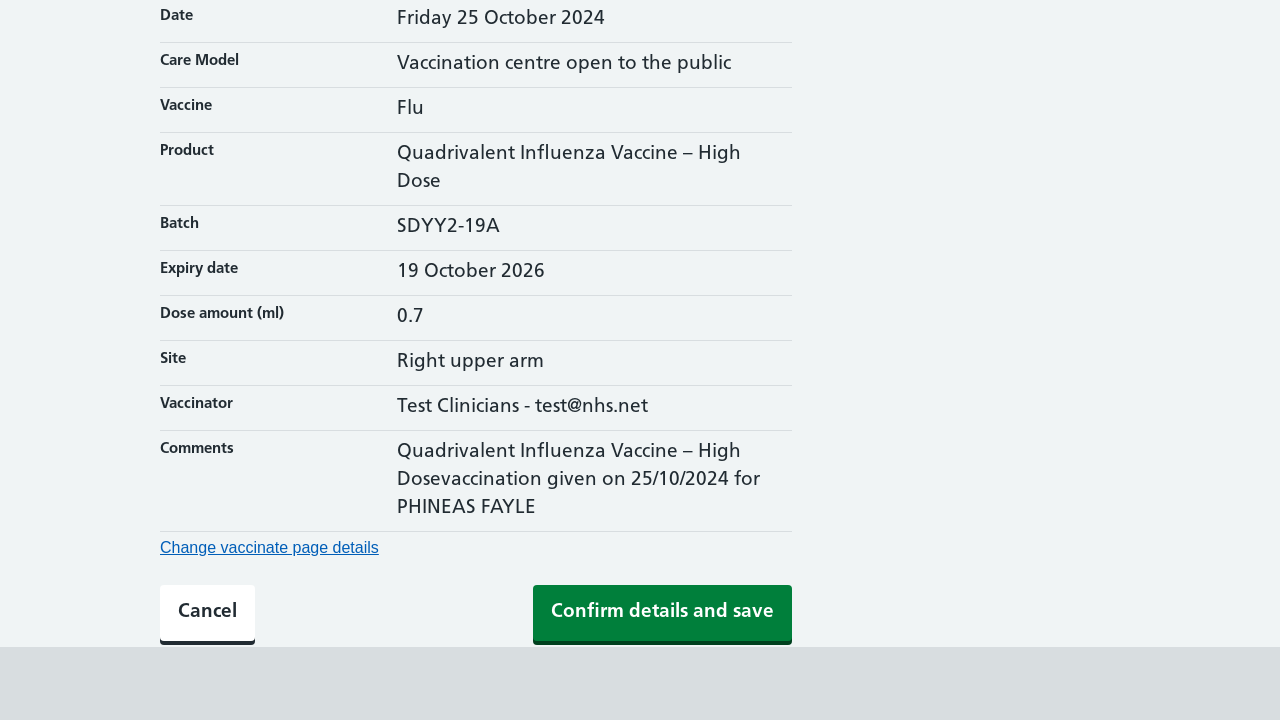 Date Friday 25 October 2024
Care Model Vaccination centre open to the public
Vaccine Flu
Product Quadrivalent Influenza Vaccine – High
Dose
Batch SDYY2-19A
Expiry date 19 October 2026
Dose amount (ml) 0.7
Site Right upper arm
Vaccinator Test Clinicians - test@nhs.net
Comments Quadrivalent Influenza Vaccine – High
Dosevaccination given on 25/10/2024 for
PHINEAS FAYLE
Change vaccinate page details
Cancel Confirm details and save